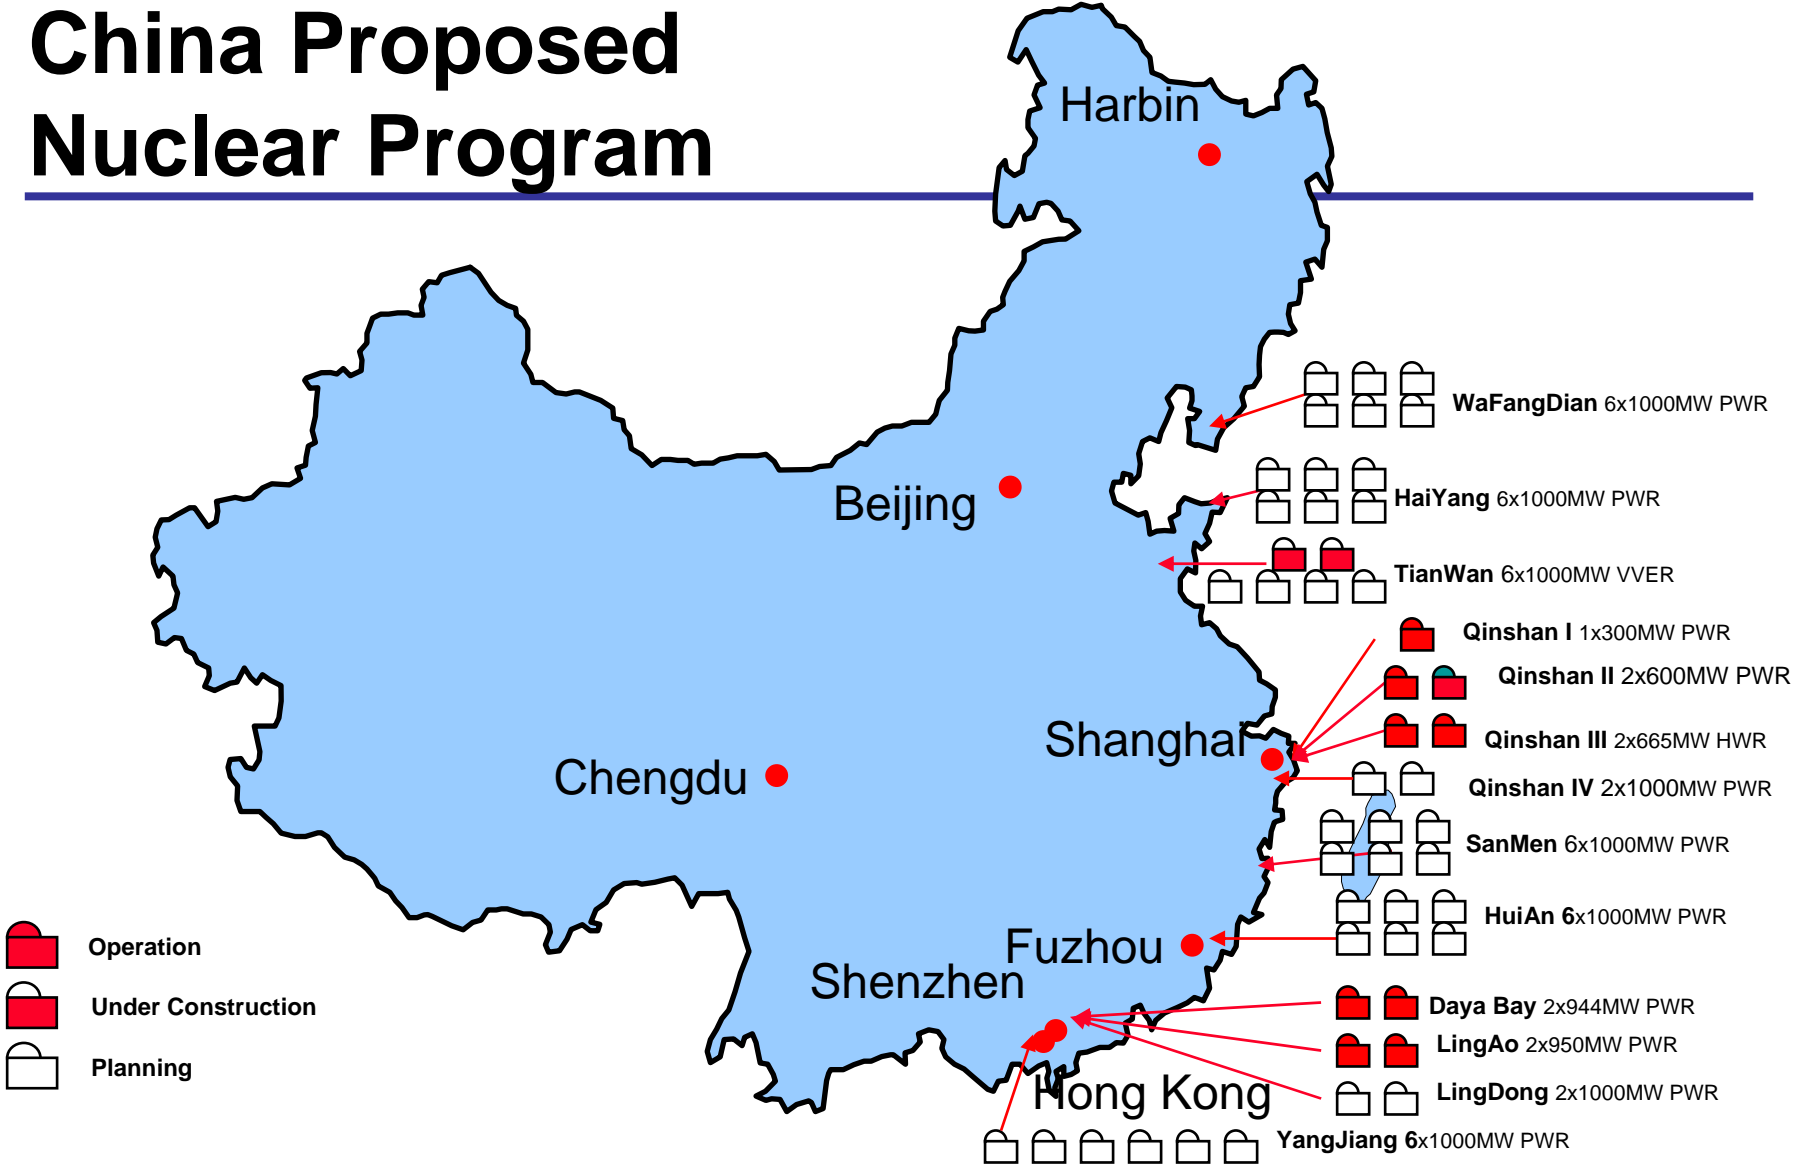 China Proposed
Nuclear Program
Harbin
WaFangDian 6x1000MW PWR
Beijing
HaiYang 6x1000MW PWR
TianWan 6x1000MW VVER
Qinshan I 1x300MW PWR
Qinshan II 2x600MW PWR
Shanghai
Qinshan III 2x665MW HWR
Chengdu
Qinshan IV 2x1000MW PWR
SanMen 6x1000MW PWR
HuiAn 6x1000MW PWR
Fuzhou
Operation
Shenzhen
Under Construction
Daya Bay 2x944MW PWR
LingAo 2x950MW PWR
Planning
Hong Kong
LingDong 2x1000MW PWR
YangJiang 6x1000MW PWR